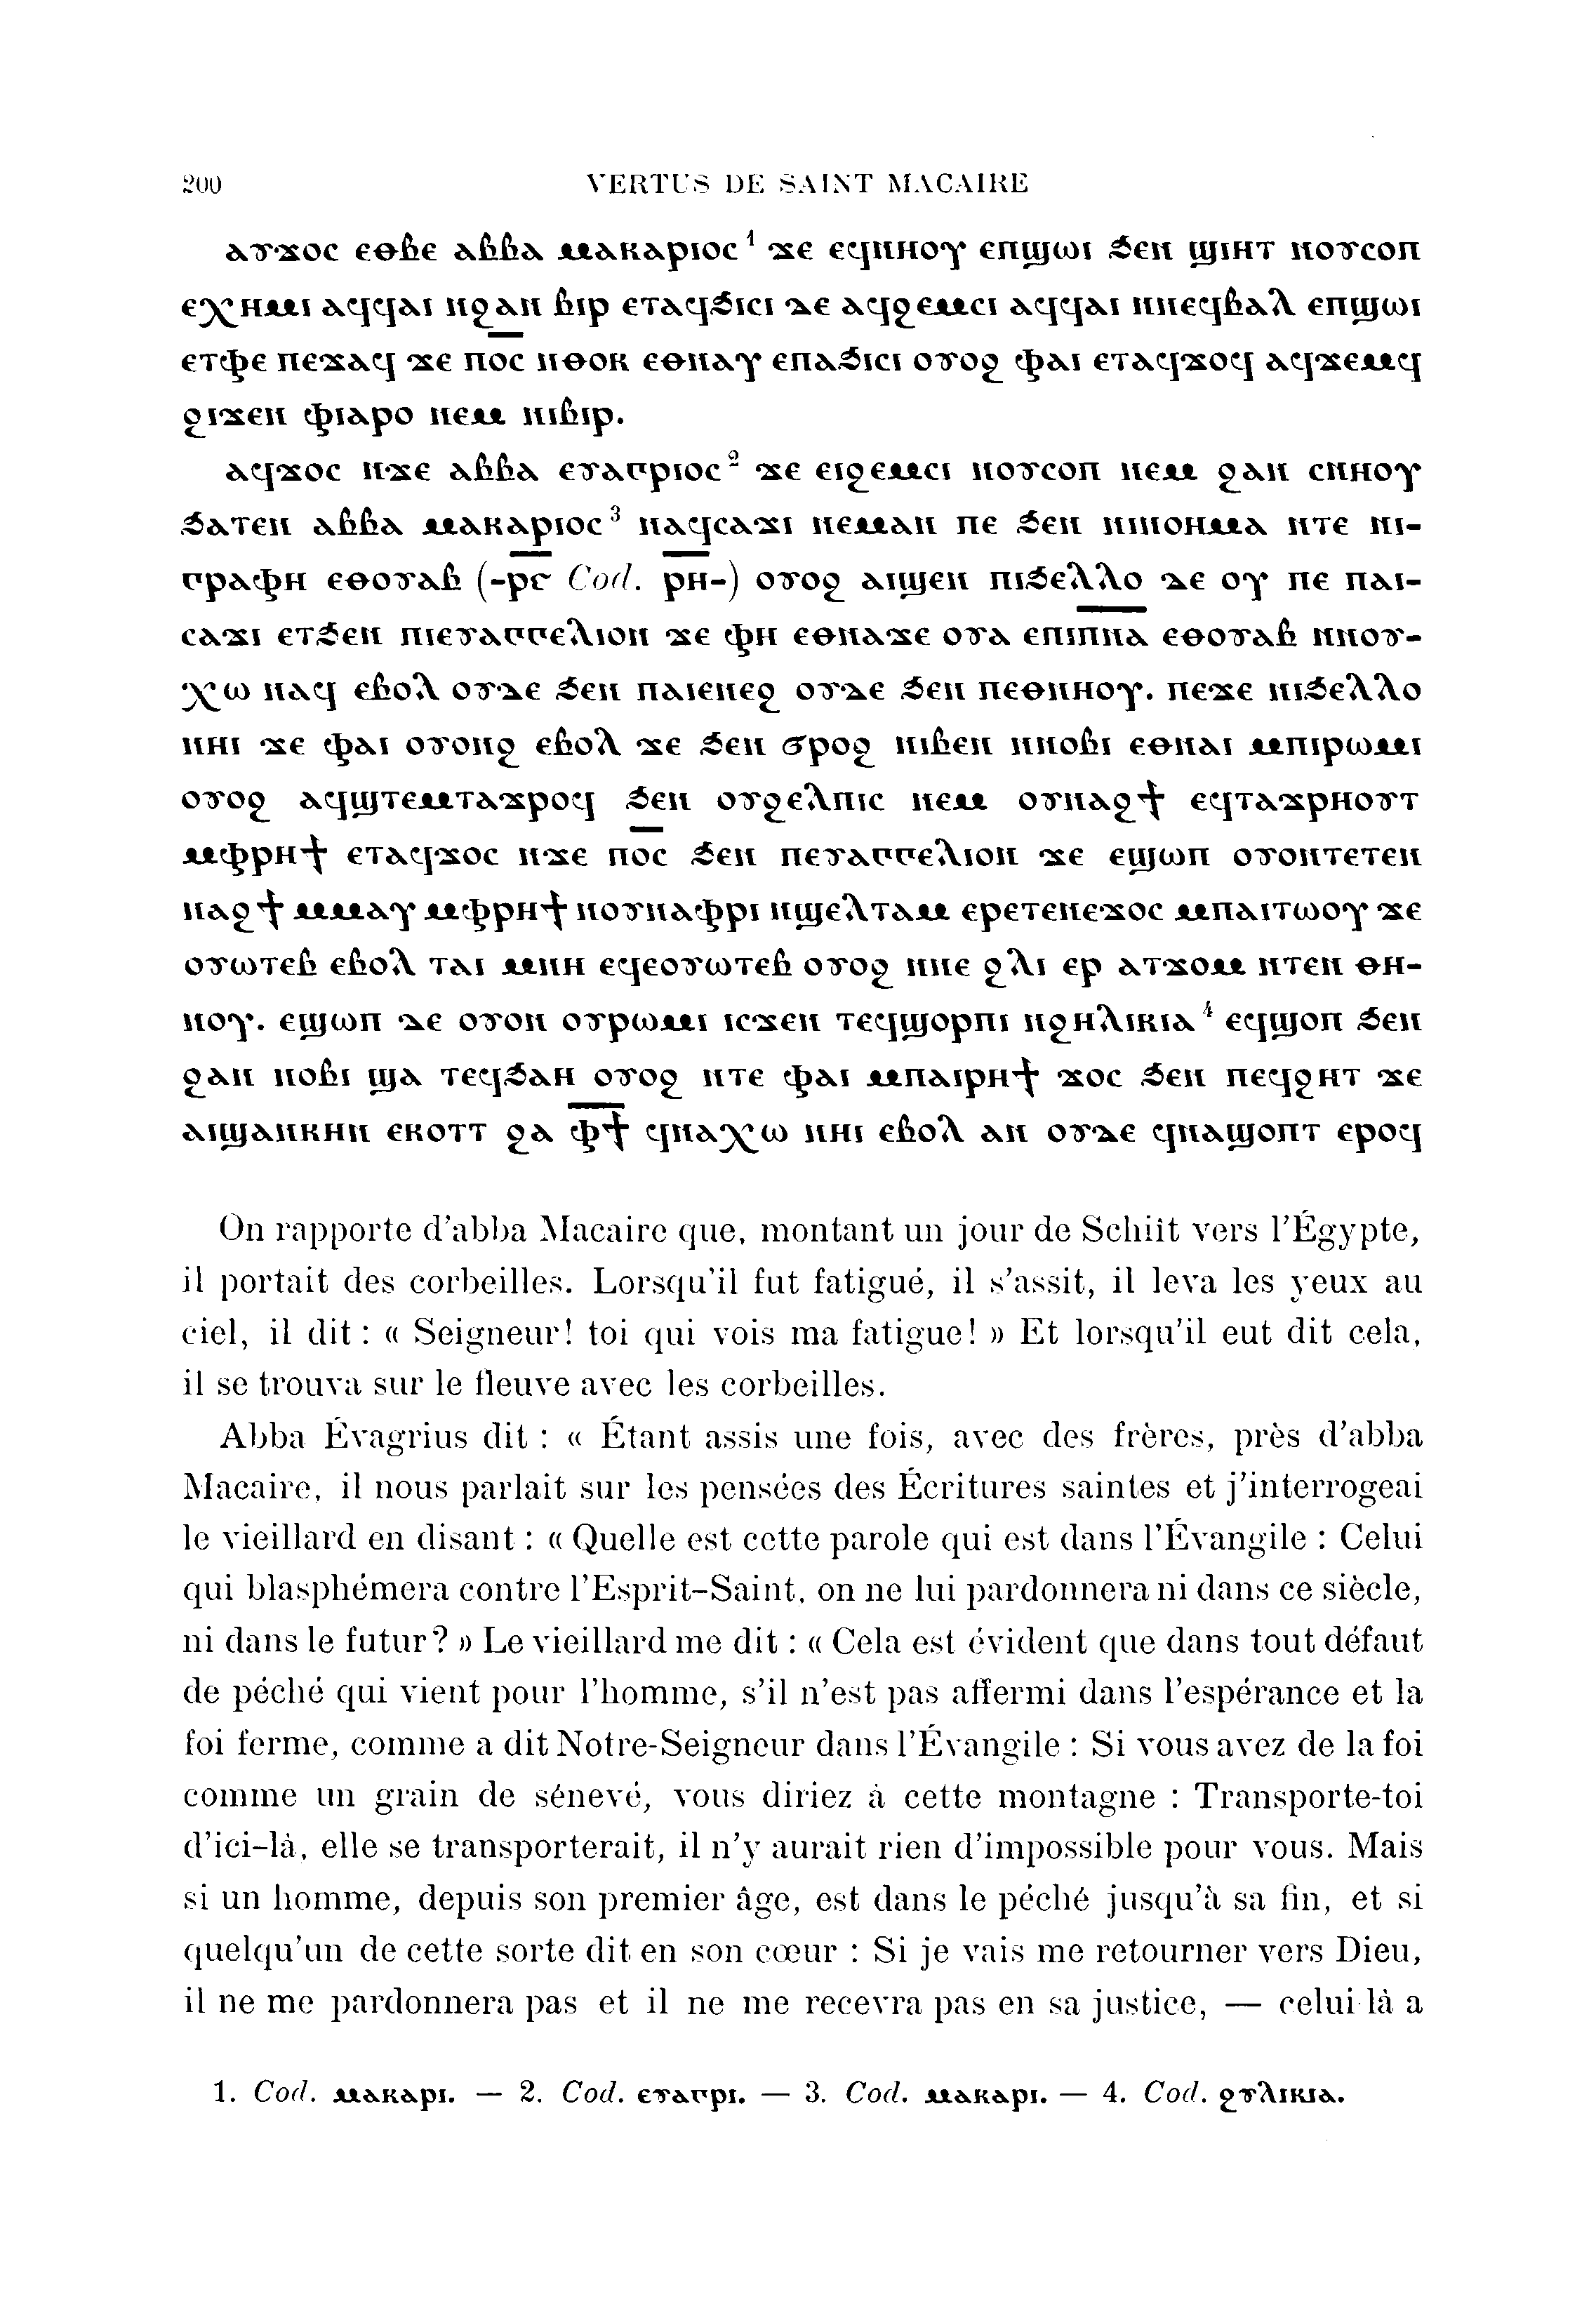 200 VERTUS DE SAINT MACAIRE
ⲁⲩϫⲟⲥ ⲉⲑⲃⲉ ⲁⲃⲃⲁ ⲙⲁⲕⲁⲣⲓⲟⲥ¹ ϫⲉ ⲉϥⲛⲏⲟⲩ ⲉⲡϣⲱⲓ ϧⲉⲛ ϣⲓⲏⲧ ⲛⲟⲩⲥⲟⲡ
ⲉⲭⲏⲙⲓ ⲁϥϥⲁⲓ ⲛϩⲁⲛ ⲃⲓⲣ ⲉⲧⲁϥϧⲓⲥⲓ ⲇⲉ ⲁϥϩⲉⲙⲥⲓ ⲁϥϥⲁⲓ ⲛⲛⲉϥⲃⲁⲗ ⲉⲡϣⲱⲓ
ⲉⲧⲫⲉ ⲡⲉϫⲁϥ ϫⲉ ⲡ̅ⲟ̅ⲥ̅ ⲛⲑⲟⲕ ⲉⲑⲛⲁⲩ ⲉⲡⲁϧⲓⲥⲓ ⲟⲩⲟϩ ⲫⲁⲓ ⲉⲧⲁϥϫⲟϥ ⲁϥϫⲉⲙϥ
ϩⲓϫⲉⲛ ⲫⲓⲁⲣⲟ ⲛⲉⲙ ⲛⲓⲃⲓⲣ.
ⲁϥϫⲟⲥ ⲛϫⲉ ⲁⲃⲃⲁ ⲉⲩⲁⲅⲣⲓⲟⲥ² ϫⲉ ⲉⲓϩⲉⲙⲥⲓ ⲛⲟⲩⲥⲟⲡ ⲛⲉⲙ ϩⲁⲛ ⲥⲛⲏⲟⲩ
ϧⲁⲧⲉⲛ ⲁⲃⲃⲁ ⲙⲁⲕⲁⲣⲓⲟⲥ³ ⲛⲁϥⲥⲁϫⲓ ⲛⲉⲙⲁⲛ ⲡⲉ ϧⲉⲛ ⲛⲓⲛⲟⲏⲙⲁ ⲛⲧⲉ ⲛⲓ-
ⲅⲣⲁⲫⲏ ⲉⲑⲟⲩⲁⲃ (-ⲣ̅ⲅ̅ Cod. ⲣ̅ⲏ̅-) ⲟⲩⲟϩ ⲁⲓϣⲉⲛ ⲡⲓϧⲉⲗⲗⲟ ϫⲉ ⲟⲩ ⲡⲉ ⲡⲁⲓ-
ⲥⲁϫⲓ ⲉⲧϧⲉⲛ ⲡⲓⲉⲩⲁⲅⲅⲉⲗⲓⲟⲛ ϫⲉ ⲫⲏ ⲉⲑⲛⲁϫⲉ ⲟⲩⲁ ⲉⲡⲓⲡ̅ⲛ̅ⲁ̅ ⲉⲑⲟⲩⲁⲃ ⲛⲛⲟⲩ-
ⲭⲱ ⲛⲁϥ ⲉⲃⲟⲗ ⲟⲩⲇⲉ ϧⲉⲛ ⲡⲁⲓⲉⲛⲉϩ ⲟⲩⲇⲉ ϧⲉⲛ ⲡⲉⲑⲛⲏⲟⲩ. ⲡⲉϫⲉ ⲡⲓϧⲉⲗⲗⲟ
ⲛⲏⲓ ϫⲉ ⲫⲁⲓ ⲟⲩⲟⲛϩ ⲉⲃⲟⲗ ϫⲉ ϧⲉⲛ ϭⲣⲟϩ ⲛⲓⲃⲉⲛ ⲛⲛⲟⲃⲓ ⲉⲑⲛⲁⲓ ⲙⲡⲓⲣⲱⲙⲓ
ⲟⲩⲟϩ ⲁϥϣⲧⲉⲙⲧⲁϫⲣⲟϥ ϧⲉⲛ ⲟⲩϩⲉⲗⲡⲓⲥ ⲛⲉⲙ ⲟⲩⲛⲁϩϯ ⲉϥⲧⲁϫⲣⲏⲟⲩⲧ
ⲙⲫⲣⲏϯ ⲉⲧⲁϥϫⲟⲥ ⲛϫⲉ ⲡ̅ⲟ̅ⲥ̅ ϧⲉⲛ ⲡⲉⲩⲁⲅⲅⲉⲗⲓⲟⲛ ϫⲉ ⲉϣⲱⲡ ⲟⲩⲟⲛⲧⲉⲧⲉⲛ
ⲛⲁϩϯ ⲙⲙⲁⲩ ⲙⲫⲣⲏϯ ⲛⲟⲩⲛⲁⲫⲣⲓ ⲛϣⲉⲗⲧⲁⲙ ⲉⲣⲉⲧⲉⲛⲉϫⲟⲥ ⲙⲡⲁⲓⲧⲱⲟⲩ ϫⲉ
ⲟⲩⲱⲧⲉⲃ ⲉⲃⲟⲗ ⲧⲁⲓ ⲙⲛⲏ ⲉϥⲉⲟⲩⲱⲧⲉⲃ ⲟⲩⲟϩ ⲛⲛⲉ ϩⲗⲓ ⲉⲣ ⲁⲧϫⲟⲙ ⲛⲧⲉⲛ ⲑⲏ-
ⲛⲟⲩ. ⲉϣⲱⲡ ⲇⲉ ⲟⲩⲟⲛ ⲟⲩⲣⲱⲙⲓ ⲓⲥϫⲉⲛ ⲧⲉϥϣⲟⲣⲡⲓ ⲛϩⲏⲗⲓⲕⲓⲁ⁴ ⲉϥϣⲟⲡ ϧⲉⲛ
ϩⲁⲛ ⲛⲟⲃⲓ ϣⲁ ⲧⲉϥϧⲁⲏ ⲟⲩⲟϩ ⲛⲧⲉ ⲫⲁⲓ ⲙⲡⲁⲓⲣⲏϯ ϫⲟⲥ ϧⲉⲛ ⲡⲉϥϩⲏⲧ ϫⲉ
ⲁⲓϣⲁⲛⲕⲏⲛ ⲉⲕⲟⲧⲧ ϩⲁ ⲫ̅ϯ̅ ϥⲛⲁⲭⲱ ⲛⲏⲓ ⲉⲃⲟⲗ ⲁⲛ ⲟⲩⲇⲉ ϥⲛⲁϣⲟⲡⲧ ⲉⲣⲟϥ
On rapporte d'abba Macaire que, montant un jour de Schiit vers l'Égypte,
il portait des corbeilles. Lorsqu'il fut fatigué, il s'assit, il leva les yeux au
ciel, il dit : « Seigneur! toi qui vois ma fatigue! » Et lorsqu'il eut dit cela,
il se trouva sur le fleuve avec les corbeilles.
Abba Évagrius dit : « Étant assis une fois, avec des frères, près d'abba
Macaire, il nous parlait sur les pensées des Écritures saintes et j'interrogeai
le vieillard en disant : « Quelle est cette parole qui est dans l'Évangile : Celui
qui blasphémera contre l'Esprit-Saint, on ne lui pardonnera ni dans ce siècle,
ni dans le futur? » Le vieillard me dit : « Cela est évident que dans tout défaut
de péché qui vient pour l'homme, s'il n'est pas affermi dans l'espérance et la
foi ferme, comme a dit Notre-Seigneur dans l'Évangile : Si vous avez de la foi
comme un grain de sénevé, vous diriez à cette montagne : Transporte-toi
d'ici-là, elle se transporterait, il n'y aurait rien d'impossible pour vous. Mais
si un homme, depuis son premier âge, est dans le péché jusqu'à sa fin, et si
quelqu'un de cette sorte dit en son cœur : Si je vais me retourner vers Dieu,
il ne me pardonnera pas et il ne me recevra pas en sa justice, — celui là a
1. Cod. ⲙⲁⲕⲁⲣⲓ. — 2. Cod. ⲉⲩⲁⲅⲣⲓ. — 3. Cod. ⲙⲁⲕⲁⲣⲓ. — 4. Cod. ϩⲩⲗⲓⲕⲓⲁ.